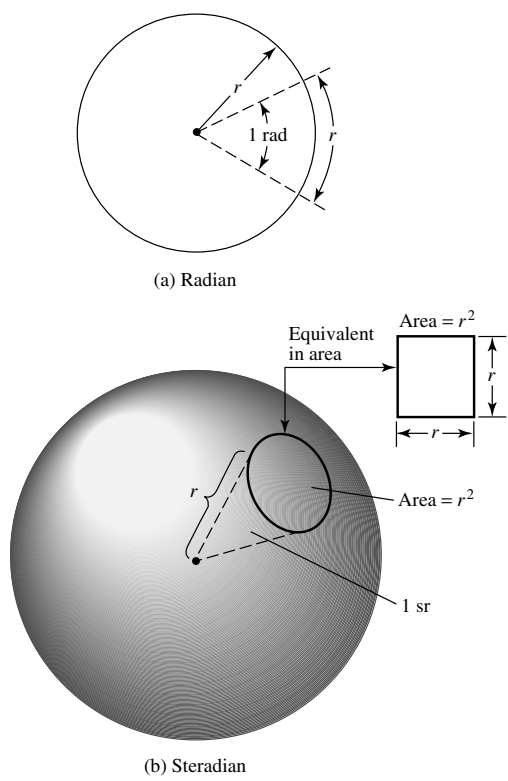 r
1 rad
r
(a) Radian
Equivalent
in area
Area = r²
r
r
r
Area = r²
1 sr
(b) Steradian